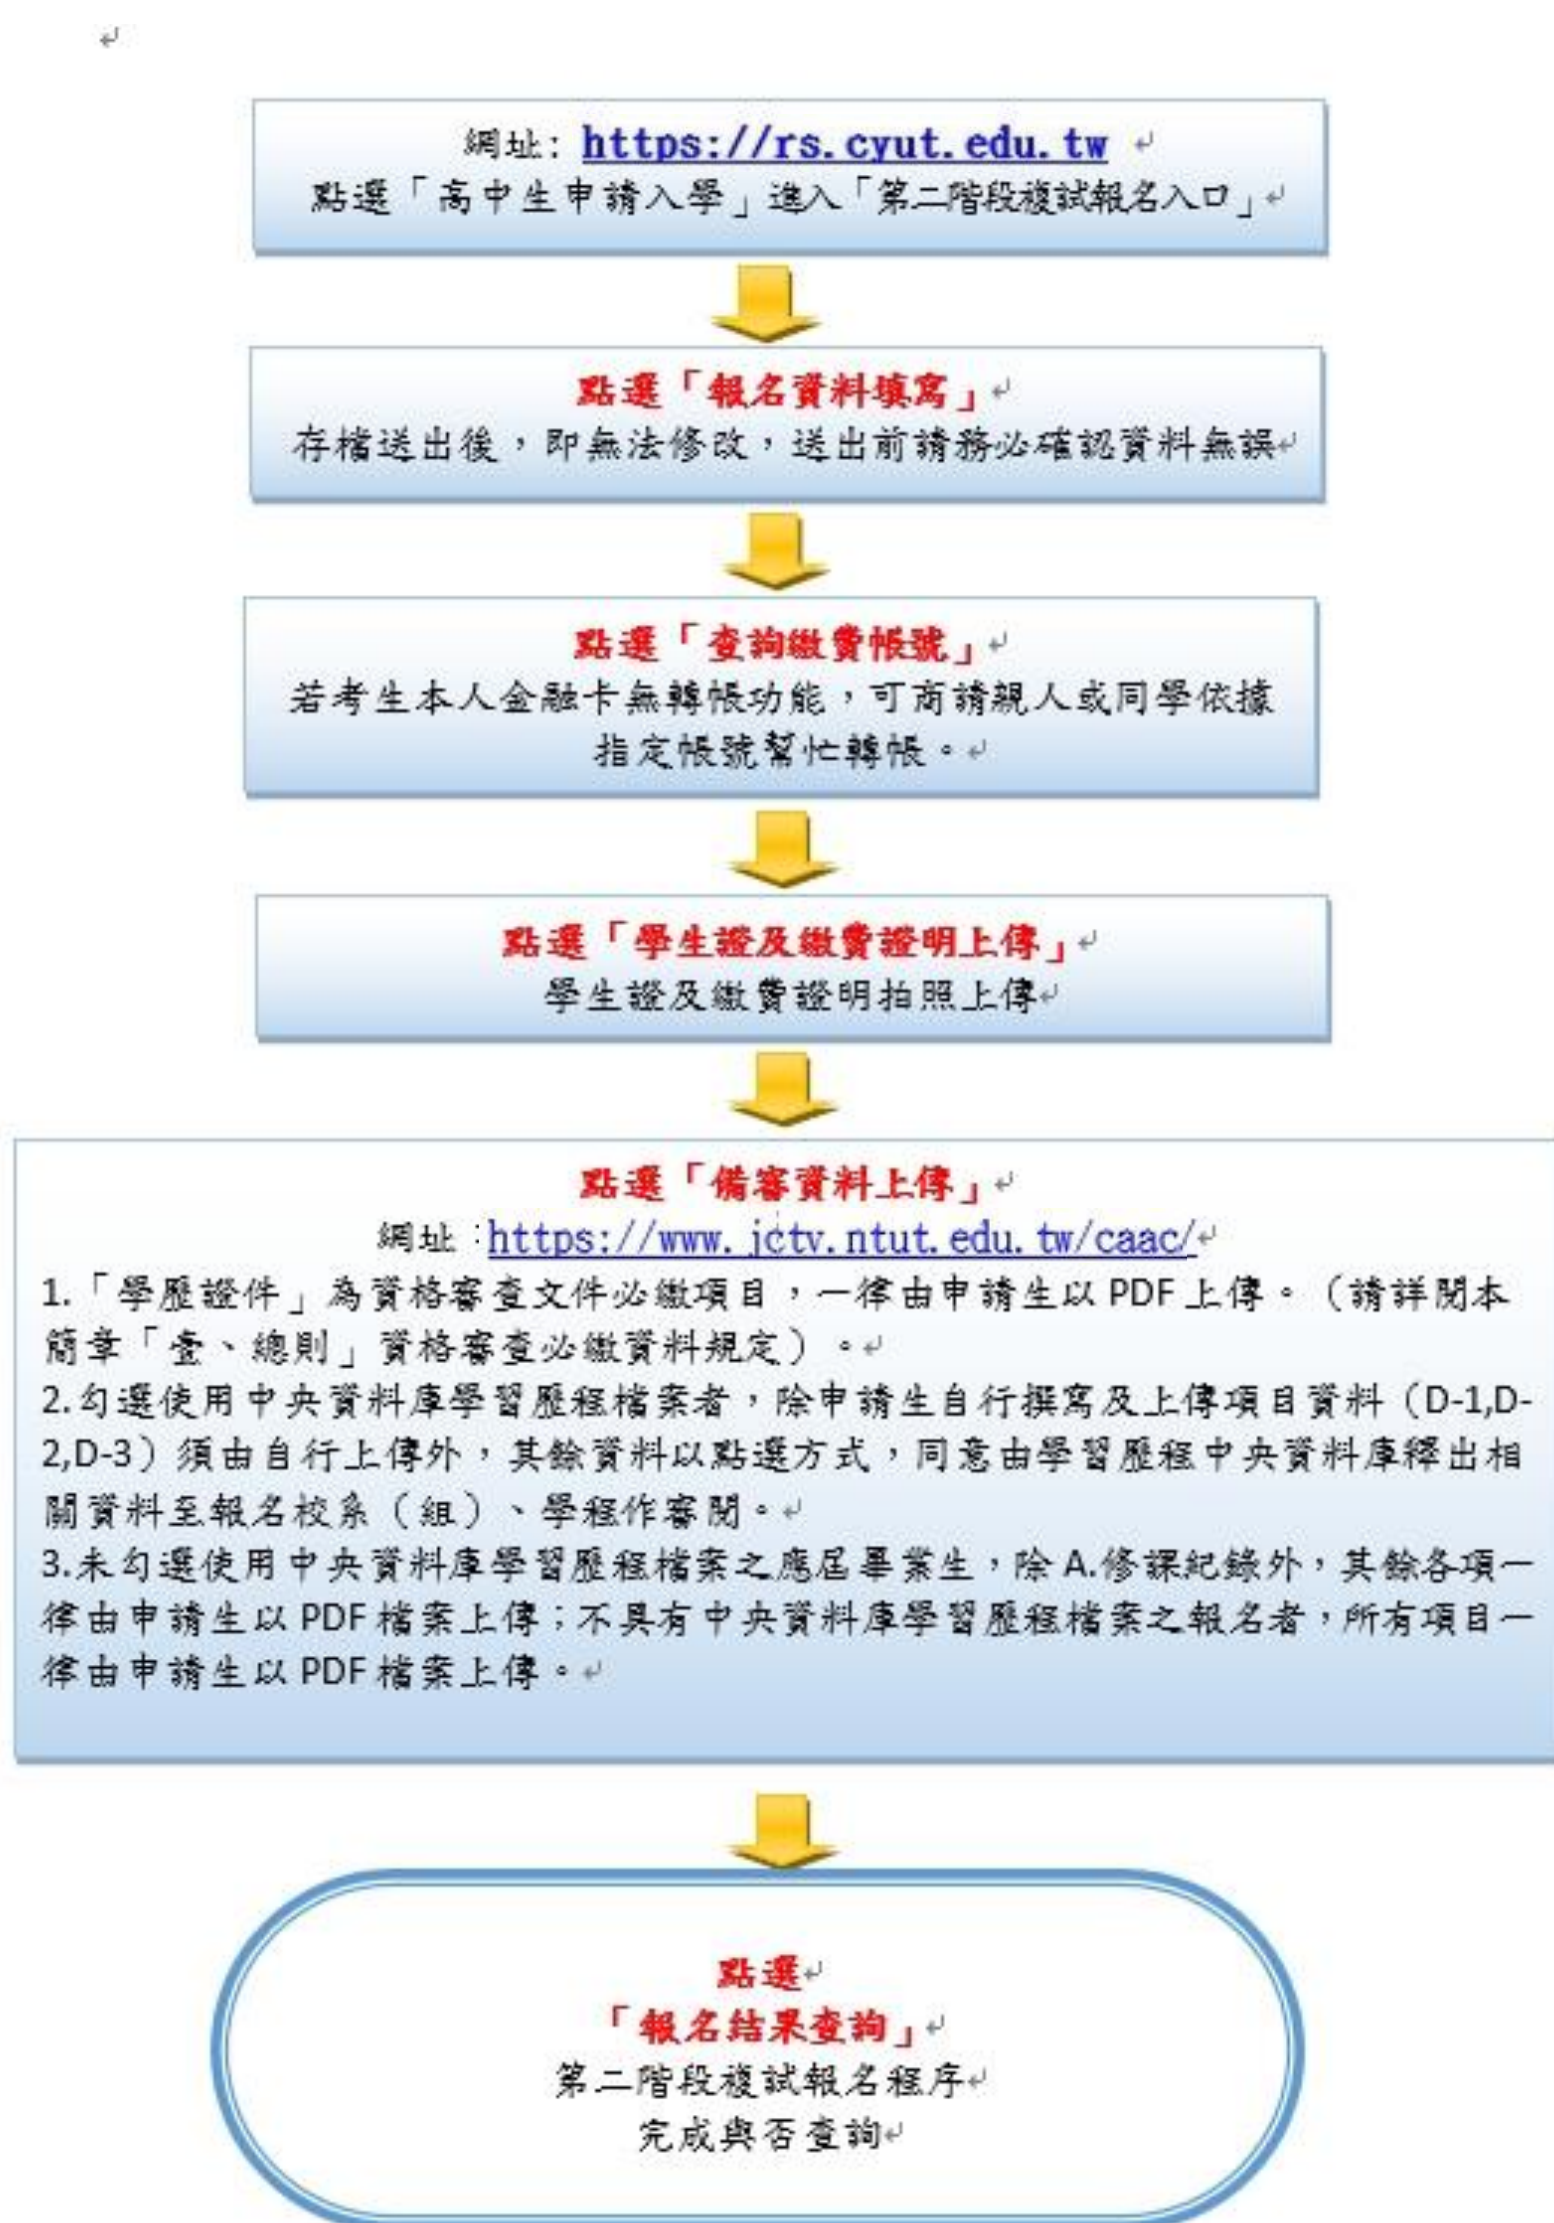 網址: https://rs.cyut.edu.tw
點選「高中生申請入學」進入「第二階段複試報名入口」
點選「報名資料填寫」
存檔送出後，即無法修改，送出前請務必確認資料無誤
點選「查詢繳費帳號」
若考生本人金融卡無轉帳功能，可商請親人或同學依據
指定帳號幫忙轉帳。
點選「學生證及繳費證明上傳」
學生證及繳費證明拍照上傳
點選「備審資料上傳」
網址：https://www.jctv.ntut.edu.tw/caac/
1.「學歷證件」為資格審查文件必繳項目，一律由申請生以 PDF 上傳。（請詳閱本
簡章「壹、總則」資格審查必繳資料規定）。
2.勾選使用中央資料庫學習歷程檔案者，除申請生自行撰寫及上傳項目資料（D-1,D-
2,D-3）須由自行上傳外，其餘資料以點選方式，同意由學習歷程中央資料庫釋出相
關資料至報名校系（組）、學程作審閱。
3.未勾選使用中央資料庫學習歷程檔案之應屆畢業生，除 A.修課紀錄外，其餘各項一
律由申請生以 PDF 檔案上傳；不具有中央資料庫學習歷程檔案之報名者，所有項目一
律由申請生以 PDF 檔案上傳。
點選
「報名結果查詢」
第二階段複試報名程序
完成與否查詢